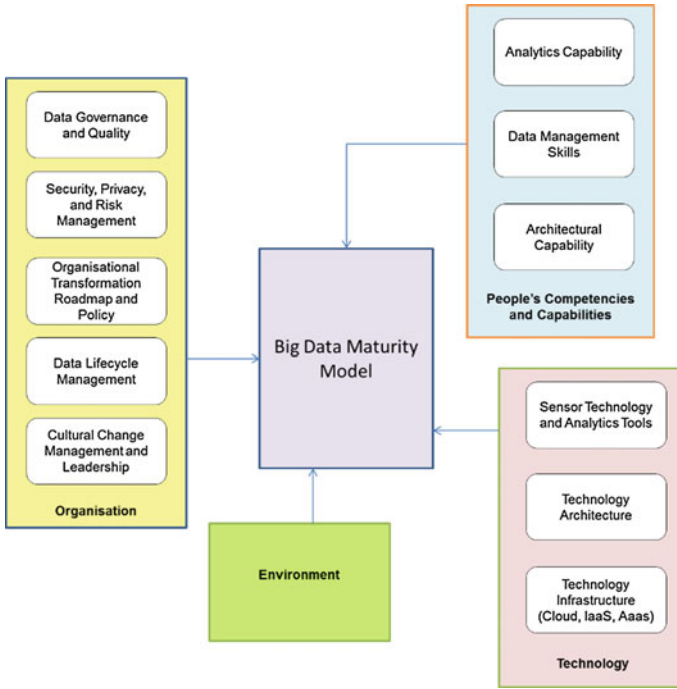 Data Governance
and Quality
Security, Privacy,
and Risk
Management
Organisational
Transformation
Roadmap and
Policy
Data Lifecycle
Management
Cultural Change
Management and
Leadership
Organisation
Big Data Maturity
Model
Environment
Analytics Capability
Data Management
Skills
Architectural
Capability
People's Competencies
and Capabilities
Sensor Technology
and Analytics Tools
Technology
Architecture
Technology
Infrastructure
(Cloud, IaaS, Aaas)
Technology